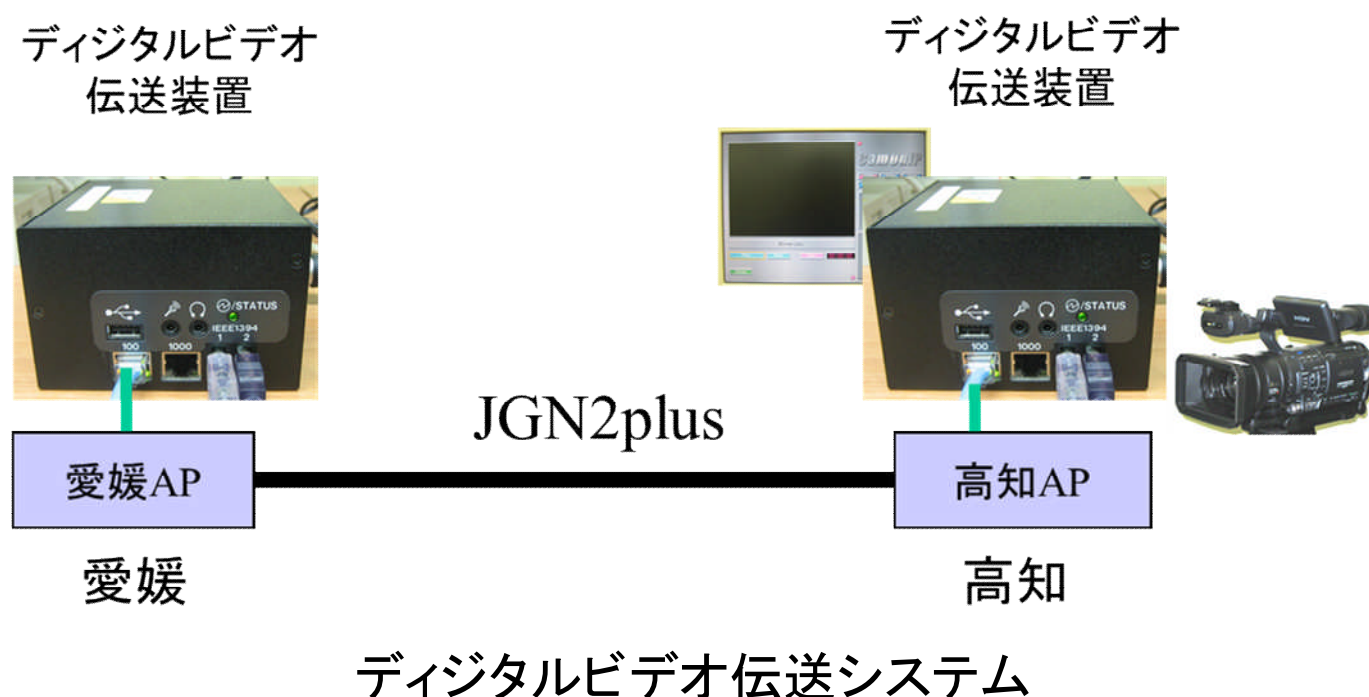 ディジタルビデオ
伝送装置
ディジタルビデオ
伝送装置
/STATUS
IEEE1394
1 2
100
1000
/STATUS
IEEE1394
1 2
100
1000
JGN2plus
愛媛AP
高知AP
愛媛
高知
ディジタルビデオ伝送システム